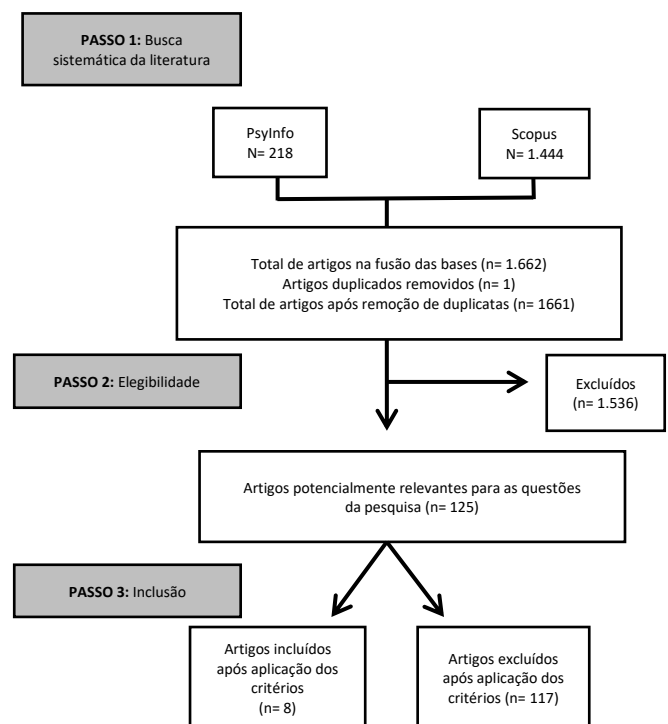 PASSO 1: Busca
sistemática da literatura
PsyInfo
N= 218
Scopus
N= 1.444
Total de artigos na fusão das bases (n= 1.662)
Artigos duplicados removidos (n= 1)
Total de artigos após remoção de duplicatas (n= 1661)
PASSO 2: Elegibilidade
Excluídos
(n= 1.536)
Artigos potencialmente relevantes para as questões
da pesquisa (n= 125)
PASSO 3: Inclusão
Artigos incluídos
após aplicação dos
critérios
(n= 8)
Artigos excluídos
após aplicação dos
critérios (n= 117)